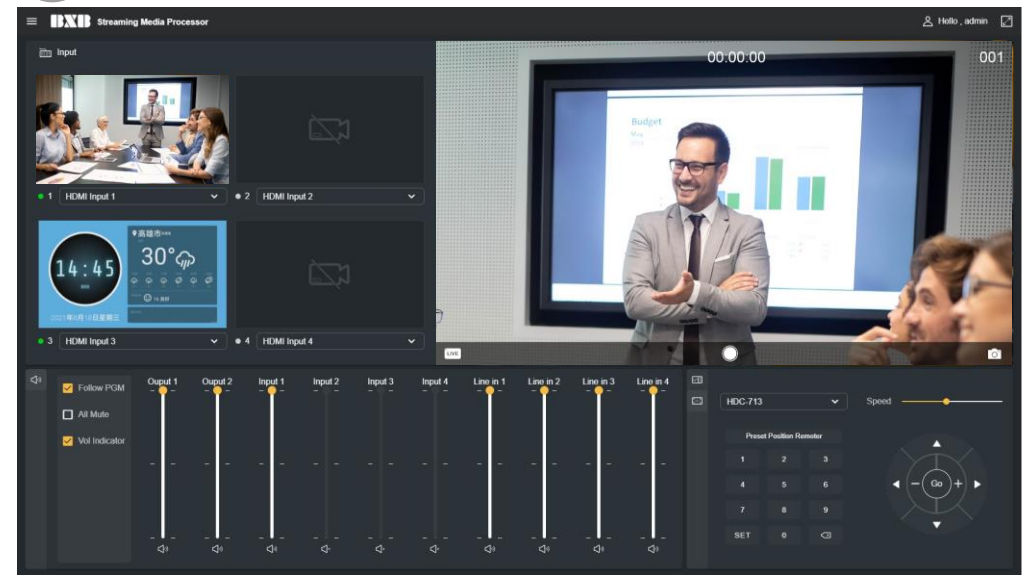 BXB Streaming Media Processor
Hello , admin
Input
1 HDMI Input 1
2 HDMI Input 2
14:45
高雄市
30°
3 HDMI Input 3
4 HDMI Input 4
00:00:00
001
Budget
May
LIVE
Follow PGM
All Mute
Vol Indicator
Ouput 1 Ouput 2 Input 1 Input 2 Input 3 Input 4 Line in 1 Line in 2 Line in 3 Line in 4
HDC-713
Speed
Preset Position Remoter
1 2 3
4 5 6
7 8 9
SET 0
Go